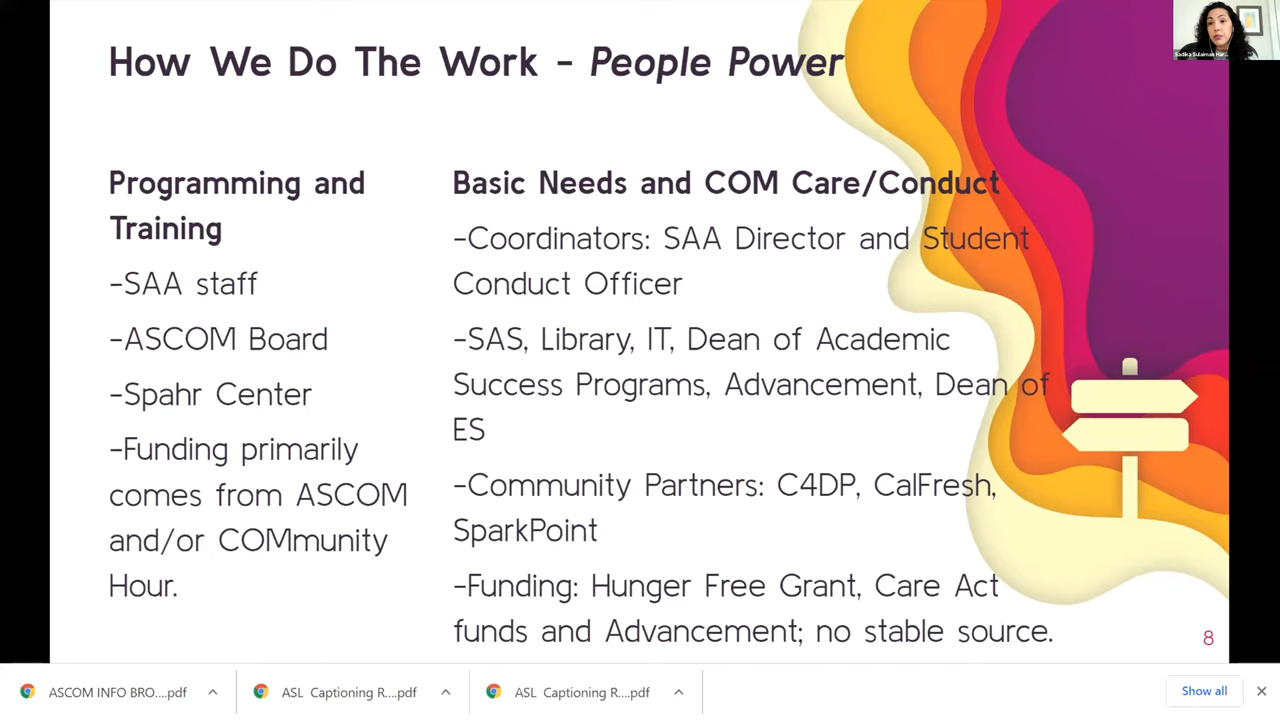 How We Do The Work - People Power
Programming and
Training
-SAA staff
-ASCOM Board
-Spahr Center
-Funding primarily
comes from ASCOM
and/or COMmunity
Hour.
Basic Needs and COM Care/Conduct
-Coordinators: SAA Director and Student
Conduct Officer
-SAS, Library, IT, Dean of Academic
Success Programs, Advancement, Dean of
ES
-Community Partners: C4DP, CalFresh,
SparkPoint
-Funding: Hunger Free Grant, Care Act
funds and Advancement; no stable source.
8
Sadika Sulaiman Har...
ASCOM INFO BRO....pdf
ASL Captioning R....pdf
ASL Captioning R....pdf
Show all